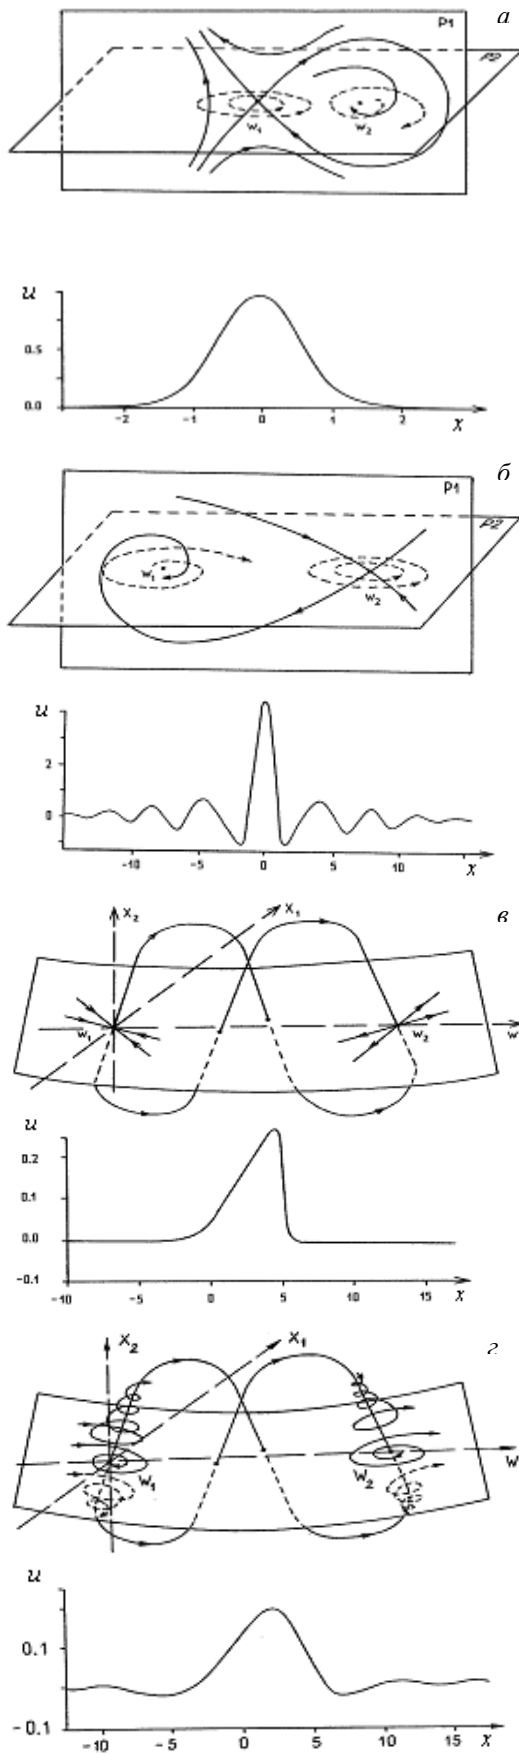 а
P1
P2
w₁ w₂
u
0.5
0.0
-2 -1 0 1 2
x
б
P1
P2
w₁
w₂
u
2
0
-10 -5 0 5 10
x
в
x₂ x₁
w₁ w₂ w
u
0.2
0.1
0.0
-0.1
-10 -5 0 5 10 15 x
г
x₂ x₁
w₁ w₂ w
u
0.1
-0.1
-10 -5 0 5 10 15 x